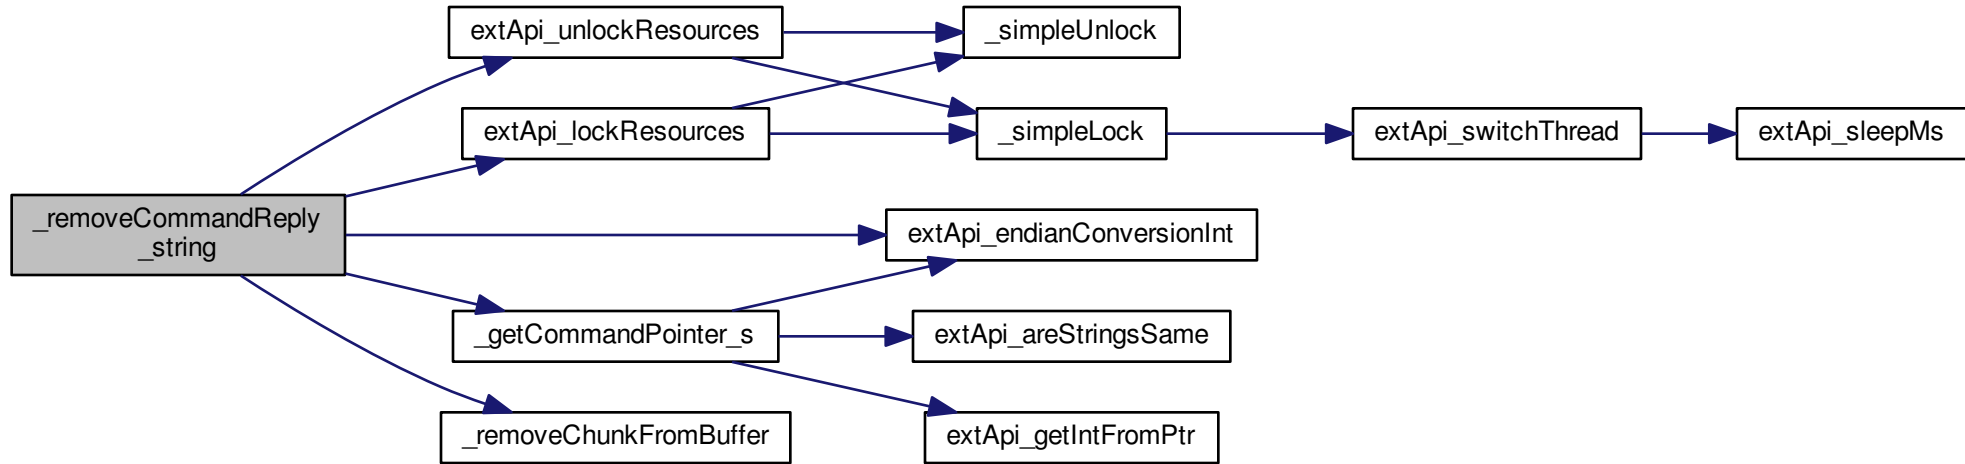 extApi_unlockResources
_simpleUnlock
extApi_lockResources
_simpleLock
extApi_switchThread
extApi_sleepMs
_removeCommandReply
_string
extApi_endianConversionInt
_getCommandPointer_s
extApi_areStringsSame
_removeChunkFromBuffer
extApi_getIntFromPtr